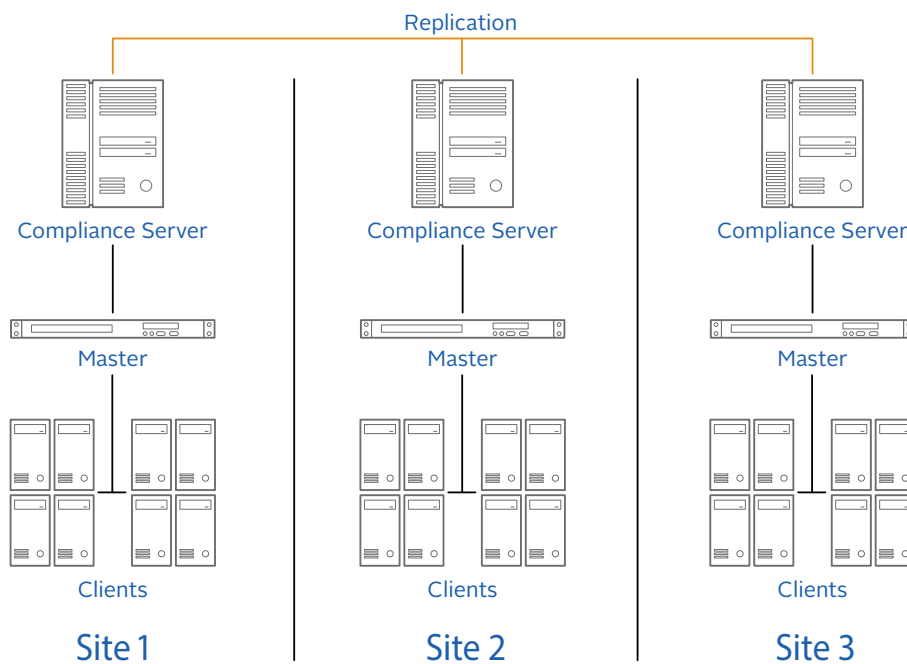 Replication
Compliance Server
Compliance Server
Compliance Server
Master
Master
Master
Clients
Clients
Clients
Site 1
Site 2
Site 3